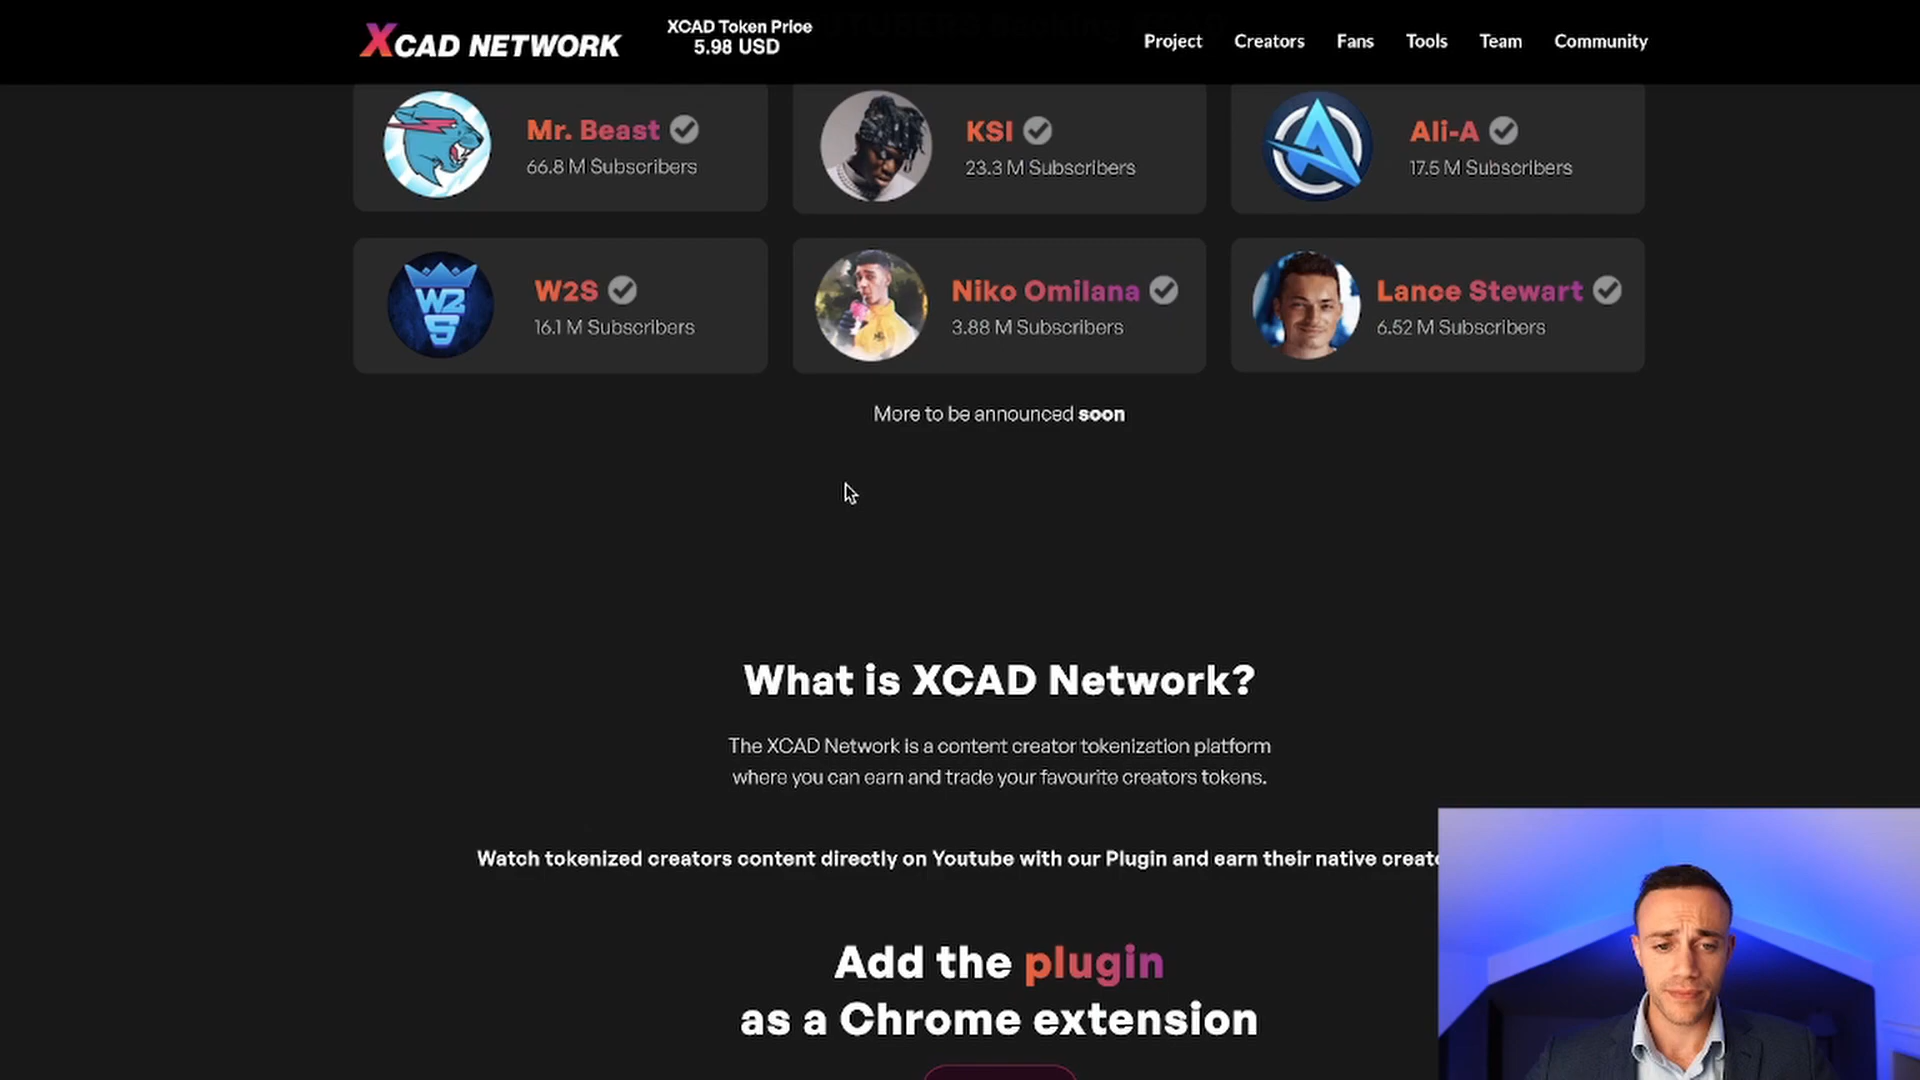 XCAD NETWORK
XCAD Token Price
5.98 USD
Project Creators Fans Tools Team Community
Mr. Beast
66.8 M Subscribers
KSI
23.3 M Subscribers
Ali-A
17.5 M Subscribers
W2S
W2S
16.1 M Subscribers
Niko Omilana
3.88 M Subscribers
Lance Stewart
6.52 M Subscribers
More to be announced soon
What is XCAD Network?
The XCAD Network is a content creator tokenization platform
where you can earn and trade your favourite creators tokens.
Watch tokenized creators content directly on Youtube with our Plugin and earn their native
Add the plugin
as a Chrome extension